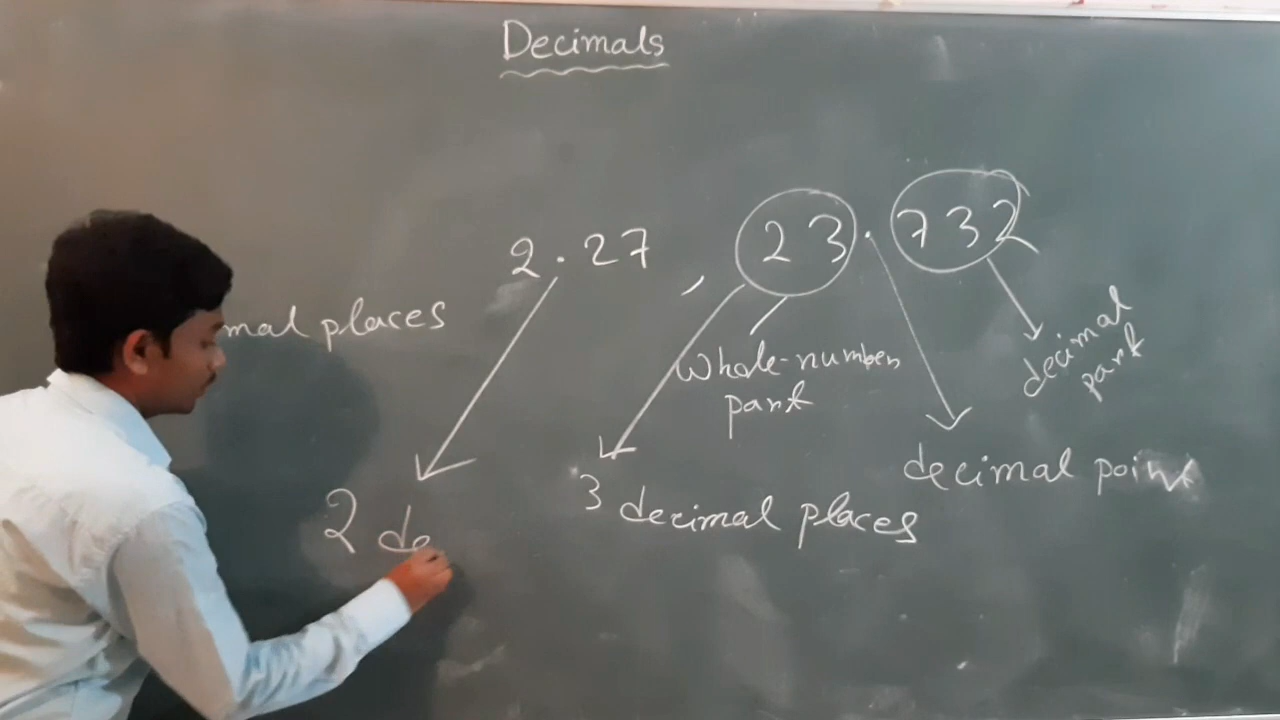 Decimals
2.27 , 23.732
mal places
whole-number
part
decimal
part
decimal point
3 decimal places
2 de